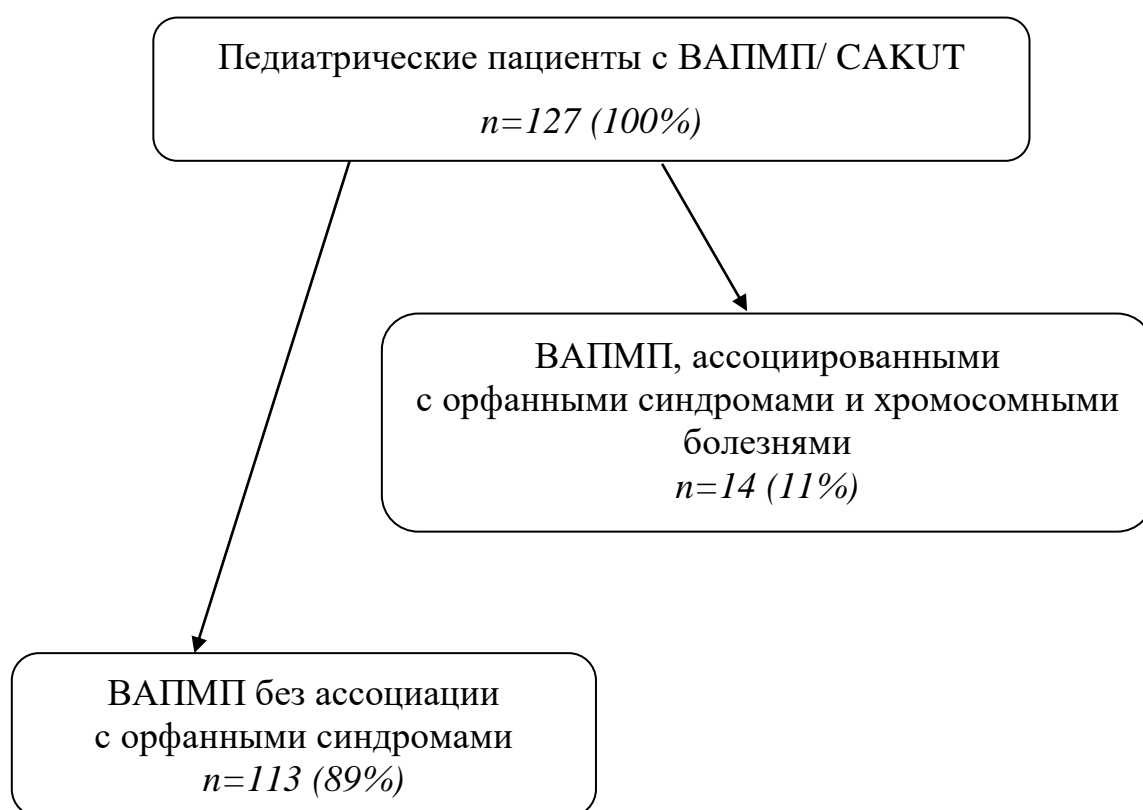 Педиатрические пациенты с ВАПМП/ CAKUT
n=127 (100%)
ВАПМП, ассоциированными
с орфанными синдромами и хромосомными
болезнями
n=14 (11%)
ВАПМП без ассоциации
с орфанными синдромами
n=113 (89%)